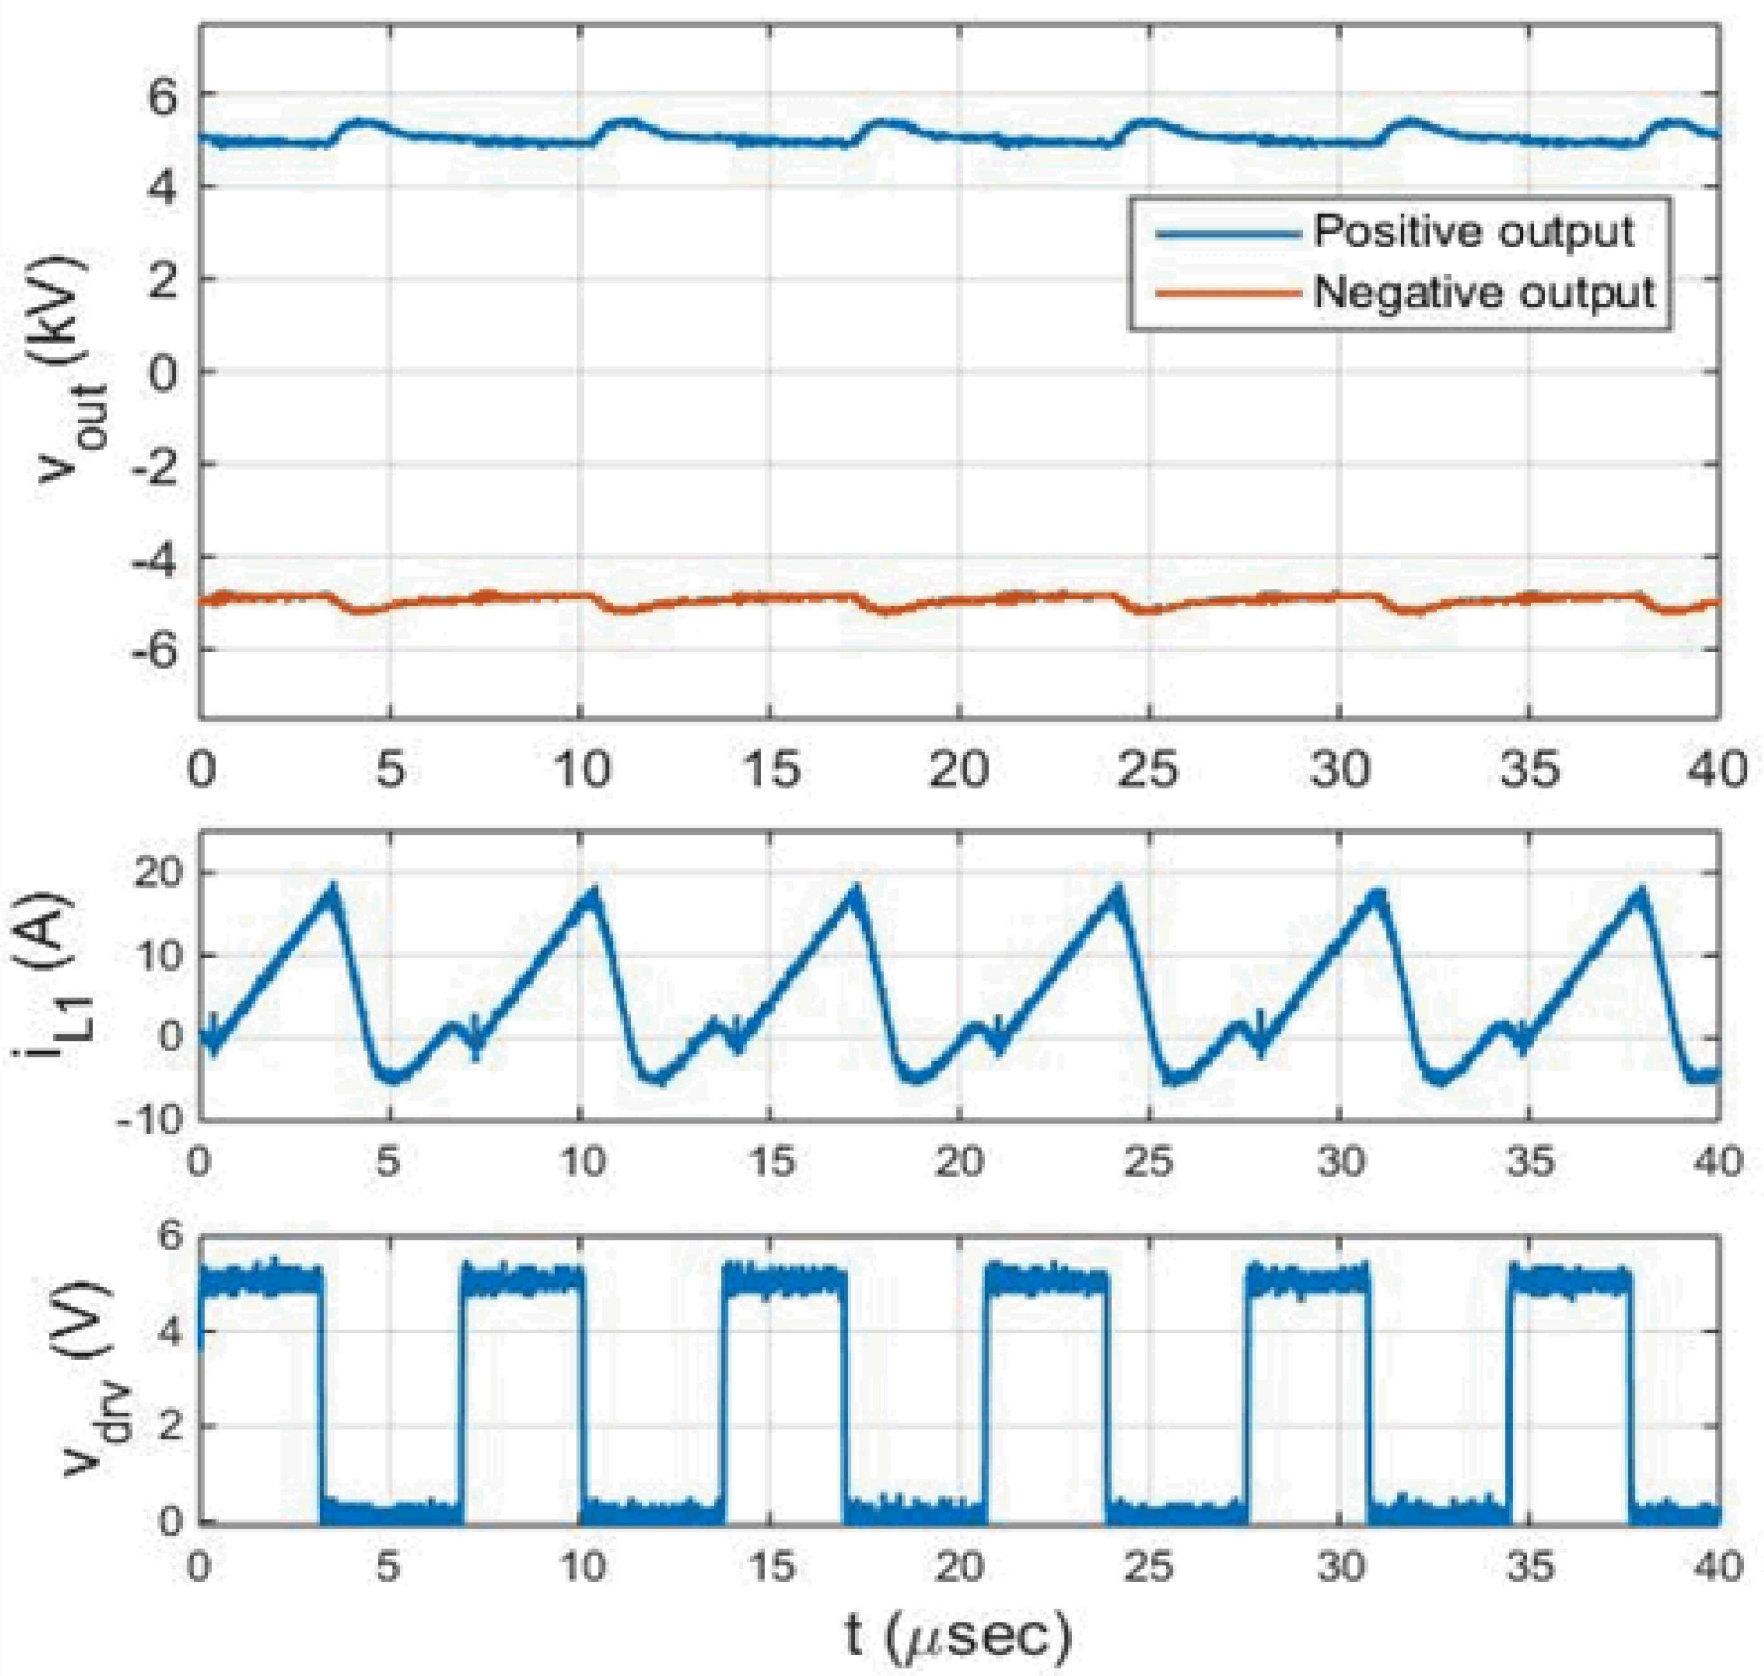 v_out (kV)
6
4
2
0
-2
-4
-6
Positive output
Negative output
0 5 10 15 20 25 30 35 40
i_L1 (A)
20
10
0
-10
0 5 10 15 20 25 30 35 40
v_drv (V)
6
4
2
0
0 5 10 15 20 25 30 35 40
t (μsec)